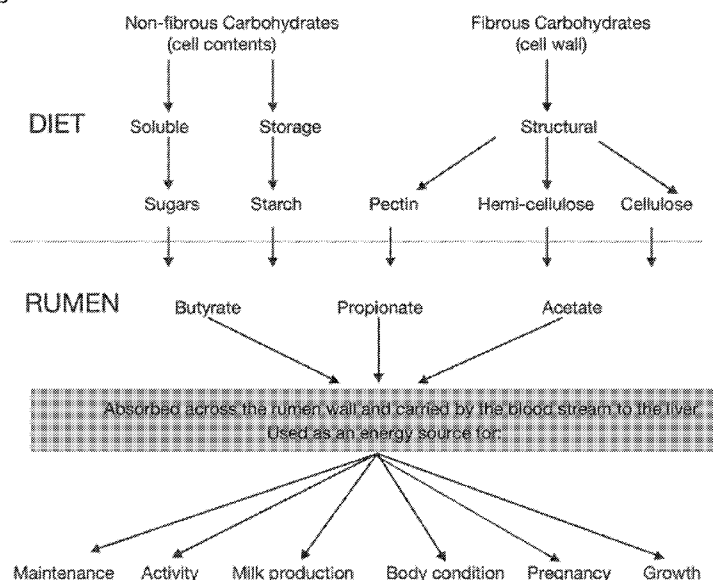 Non-fibrous Carbohydrates Fibrous Carbohydrates
(cell contents) (cell wall)
DIET Soluble Storage Structural
Sugars Starch Pectin Hemi-cellulose Cellulose
RUMEN Butyrate Propionate Acetate
Absorbed across the rumen wall and carried by the blood stream to the liver
Used as an energy source for:
Maintenance Activity Milk production Body condition Pregnancy Growth